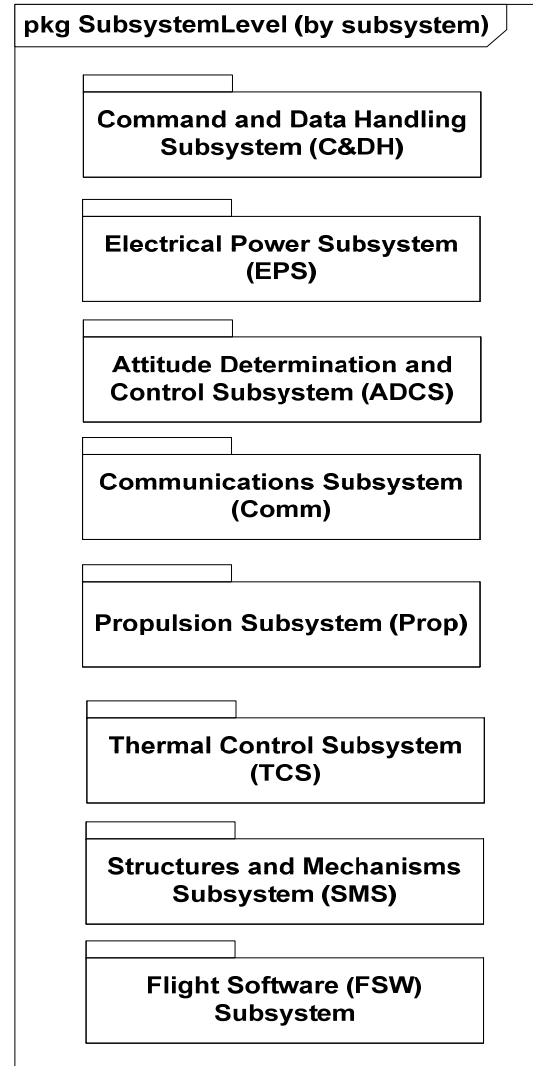 pkg SubsystemLevel (by subsystem)
Command and Data Handling
Subsystem (C&DH)
Electrical Power Subsystem
(EPS)
Attitude Determination and
Control Subsystem (ADCS)
Communications Subsystem
(Comm)
Propulsion Subsystem (Prop)
Thermal Control Subsystem
(TCS)
Structures and Mechanisms
Subsystem (SMS)
Flight Software (FSW)
Subsystem